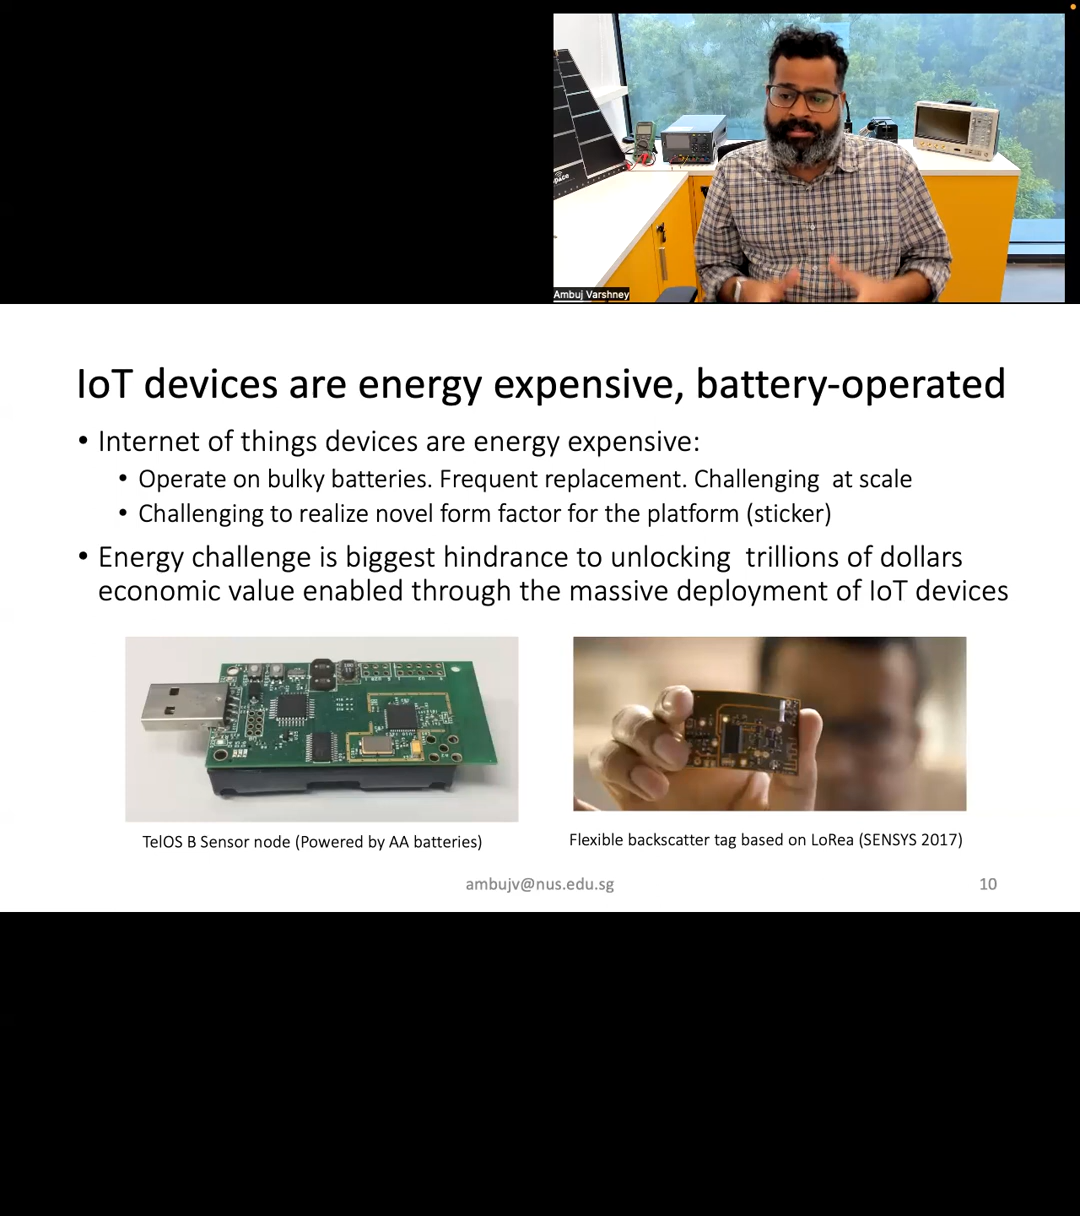 Ambuj Varshney
IoT devices are energy expensive, battery-operated
• Internet of things devices are energy expensive:
• Operate on bulky batteries. Frequent replacement. Challenging  at scale
• Challenging to realize novel form factor for the platform (sticker)
• Energy challenge is biggest hindrance to unlocking  trillions of dollars
economic value enabled through the massive deployment of IoT devices
TelOS B Sensor node (Powered by AA batteries)
Flexible backscatter tag based on LoRea (SENSYS 2017)
ambujv@nus.edu.sg
10